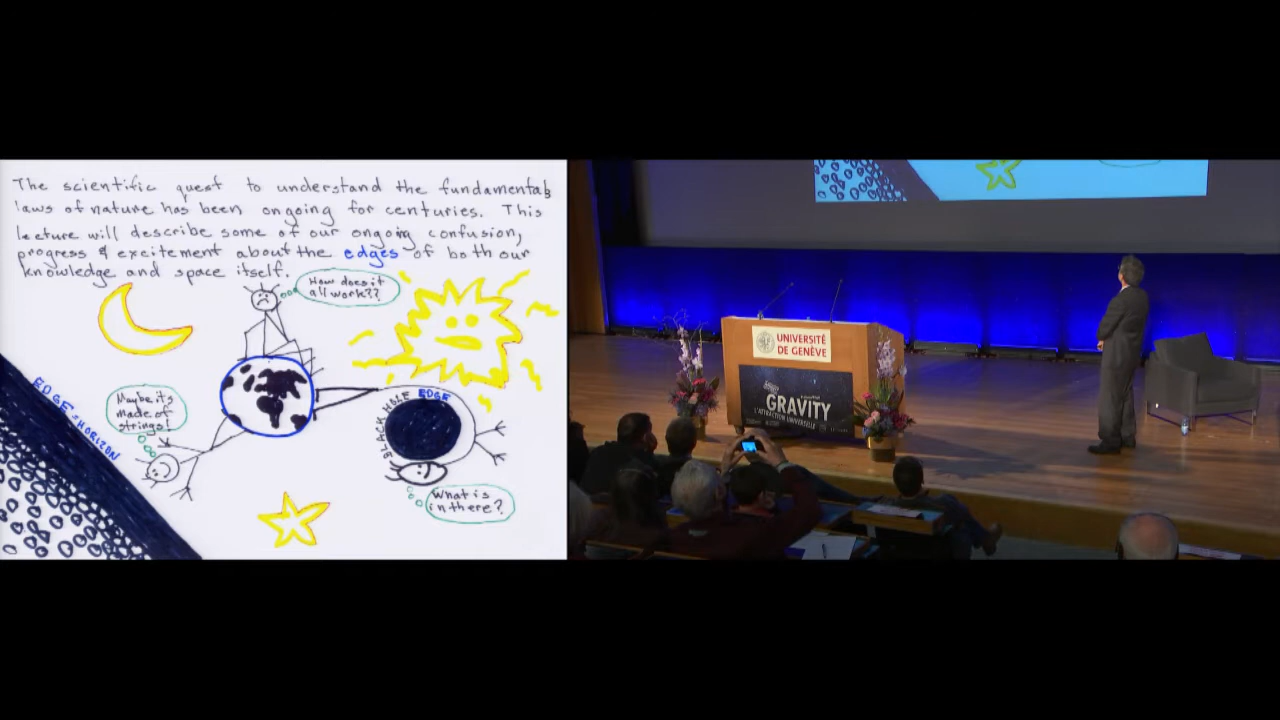 The scientific quest to understand the fundamental
laws of nature has been ongoing for centuries. This
lecture will describe some of our ongoing confusion,
progress & excitement about the edges of both our
knowledge and space itself.
How does it
all work??
Maybe its
made of
strings!
EDGE = HORIZON
BLACK HOLE EDGE
What is
in there?
UNIVERSITÉ
DE GENÈVE
GRAVITY
L'ATTRACTION UNIVERSELLE